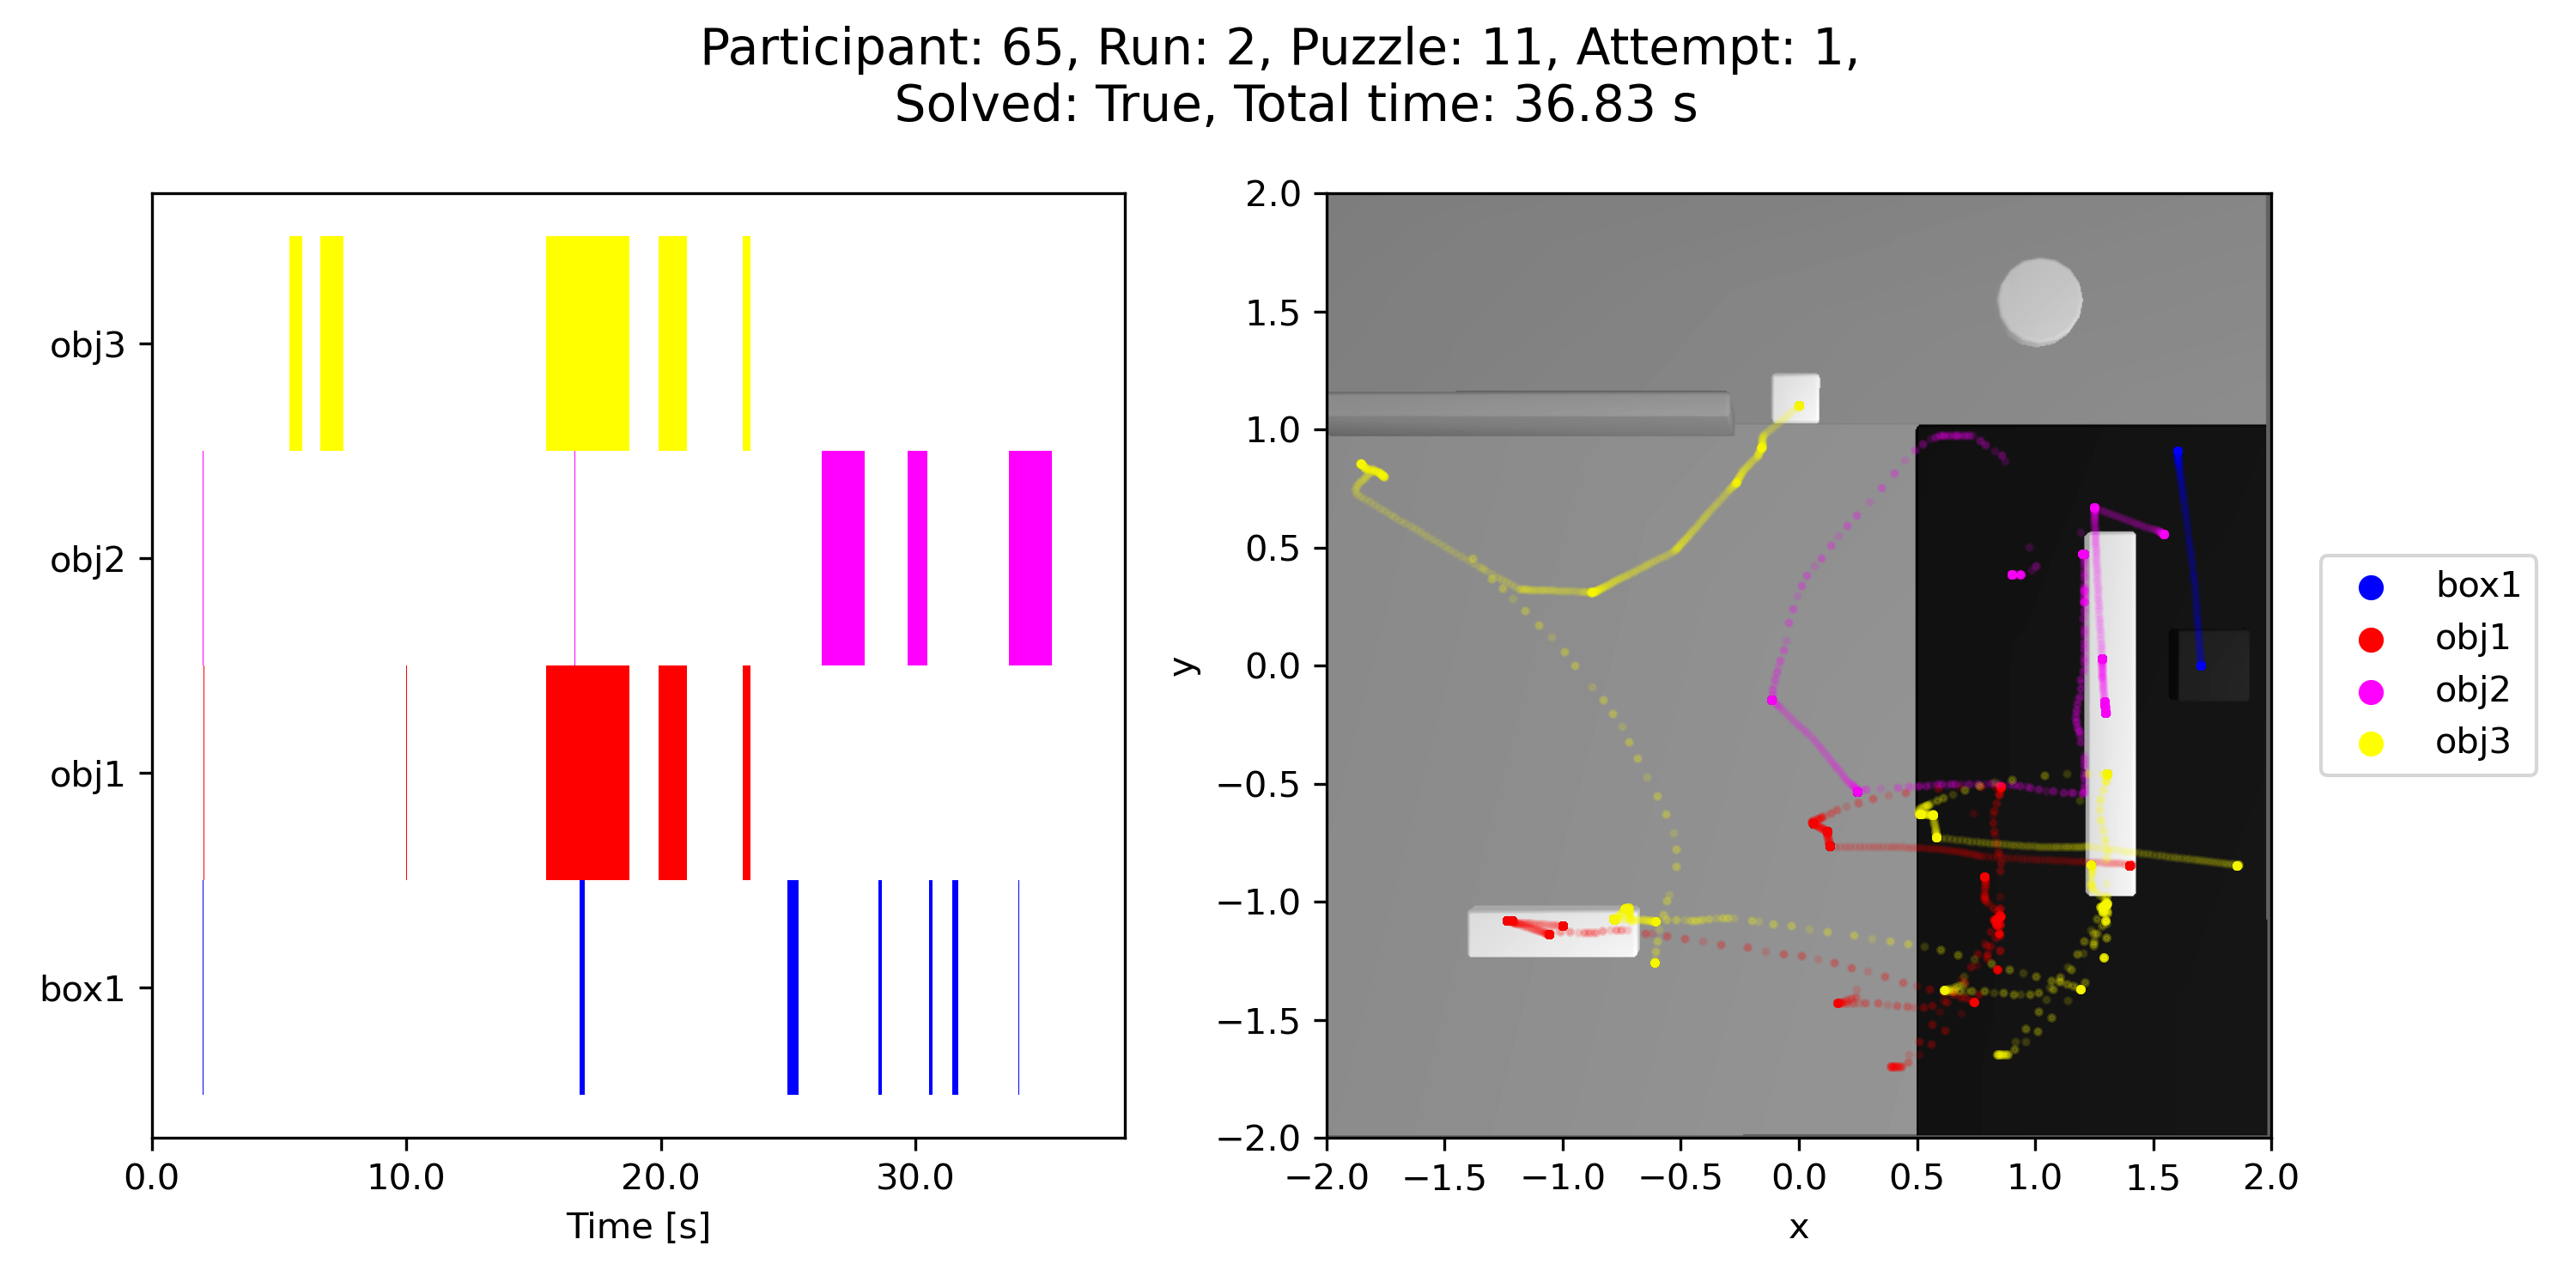 Participant: 65, Run: 2, Puzzle: 11, Attempt: 1,
Solved: True, Total time: 36.83 s
obj3
obj2
obj1
box1
0.0 10.0 20.0 30.0
Time [s]
2.0
1.5
1.0
0.5
0.0
−0.5
−1.0
−1.5
−2.0
y
−2.0 −1.5 −1.0 −0.5 0.0 0.5 1.0 1.5 2.0
x
box1
obj1
obj2
obj3